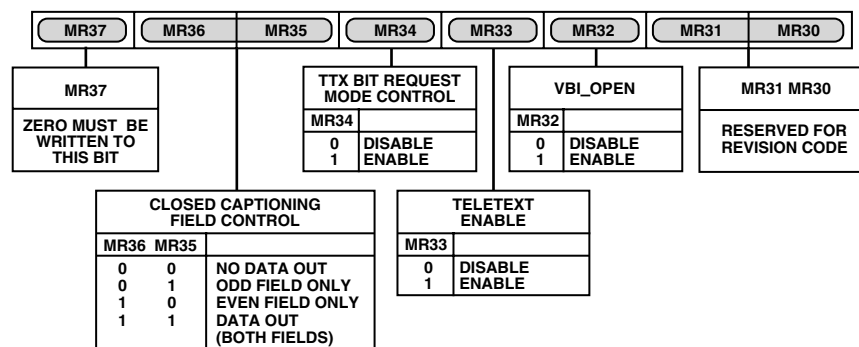 MR37 MR36 MR35 MR34 MR33 MR32 MR31 MR30
MR37
ZERO MUST BE
WRITTEN TO
THIS BIT
TTX BIT REQUEST
MODE CONTROL
MR34
0 DISABLE
1 ENABLE
VBI_OPEN
MR32
0 DISABLE
1 ENABLE
MR31 MR30
RESERVED FOR
REVISION CODE
CLOSED CAPTIONING
FIELD CONTROL
MR36 MR35
0 0 NO DATA OUT
0 1 ODD FIELD ONLY
1 0 EVEN FIELD ONLY
1 1 DATA OUT
(BOTH FIELDS)
TELETEXT
ENABLE
MR33
0 DISABLE
1 ENABLE